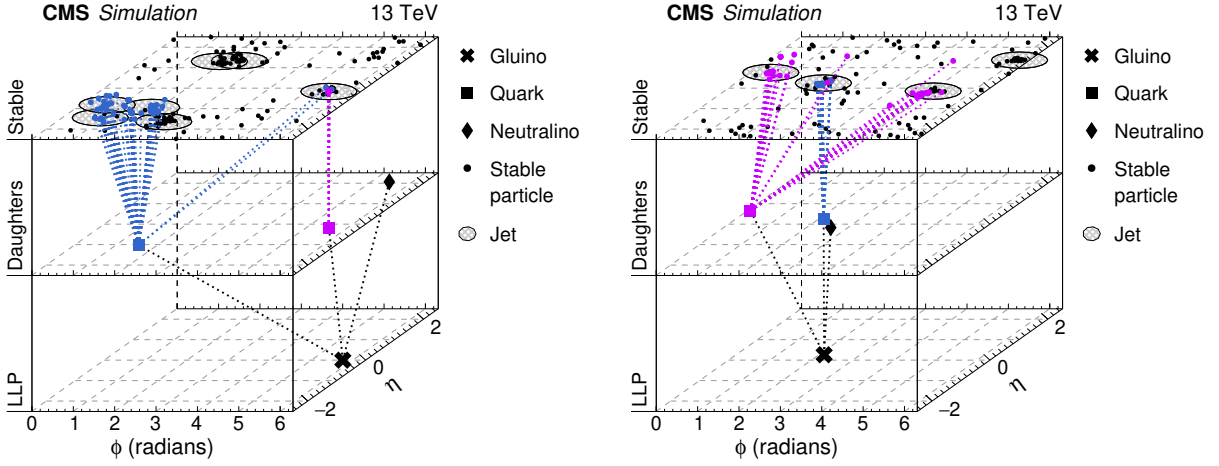 CMS Simulation 13 TeV
Stable
Daughters
LLP
Gluino
Quark
Neutralino
Stable
particle
Jet
2
0
−2
η
0 1 2 3 4 5 6
ϕ (radians)
CMS Simulation 13 TeV
Stable
Daughters
LLP
Gluino
Quark
Neutralino
Stable
particle
Jet
2
0
−2
η
0 1 2 3 4 5 6
ϕ (radians)